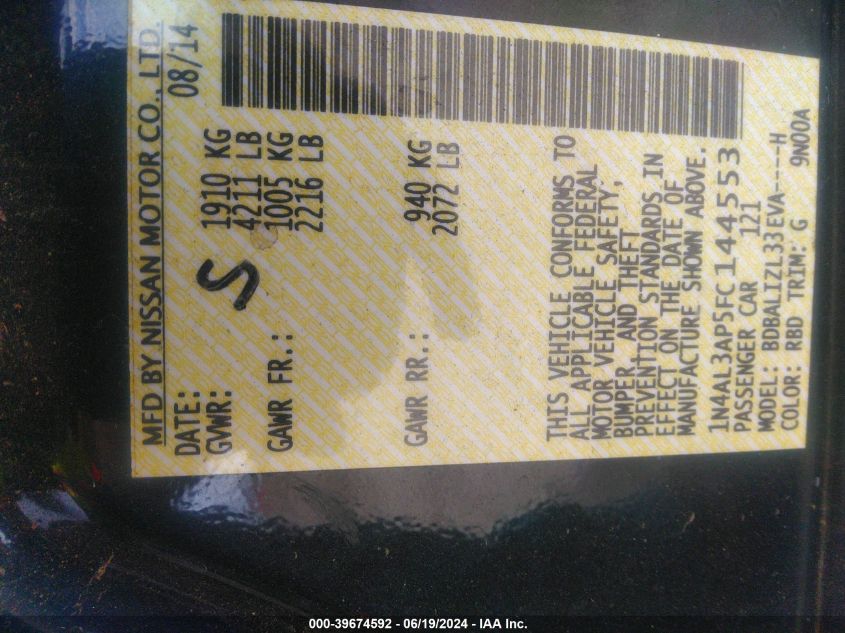 MFD BY NISSAN MOTOR CO., LTD.
DATE: 08/14
GVWR: 1910 KG
4211 LB
GAWR FR.: 1005 KG
2216 LB
S
GAWR RR.: 940 KG
2072 LB
THIS VEHICLE CONFORMS TO
ALL APPLICABLE FEDERAL
MOTOR VEHICLE SAFETY,
BUMPER, AND THEFT
PREVENTION STANDARDS IN
EFFECT ON THE DATE OF
MANUFACTURE SHOWN ABOVE.
1N4AL3AP5FC144553
PASSENGER CAR 121
MODEL: BDBALIZL33EVA-----H
COLOR: RBD TRIM: G 9N00A
000-39674592 - 06/19/2024 - IAA Inc.